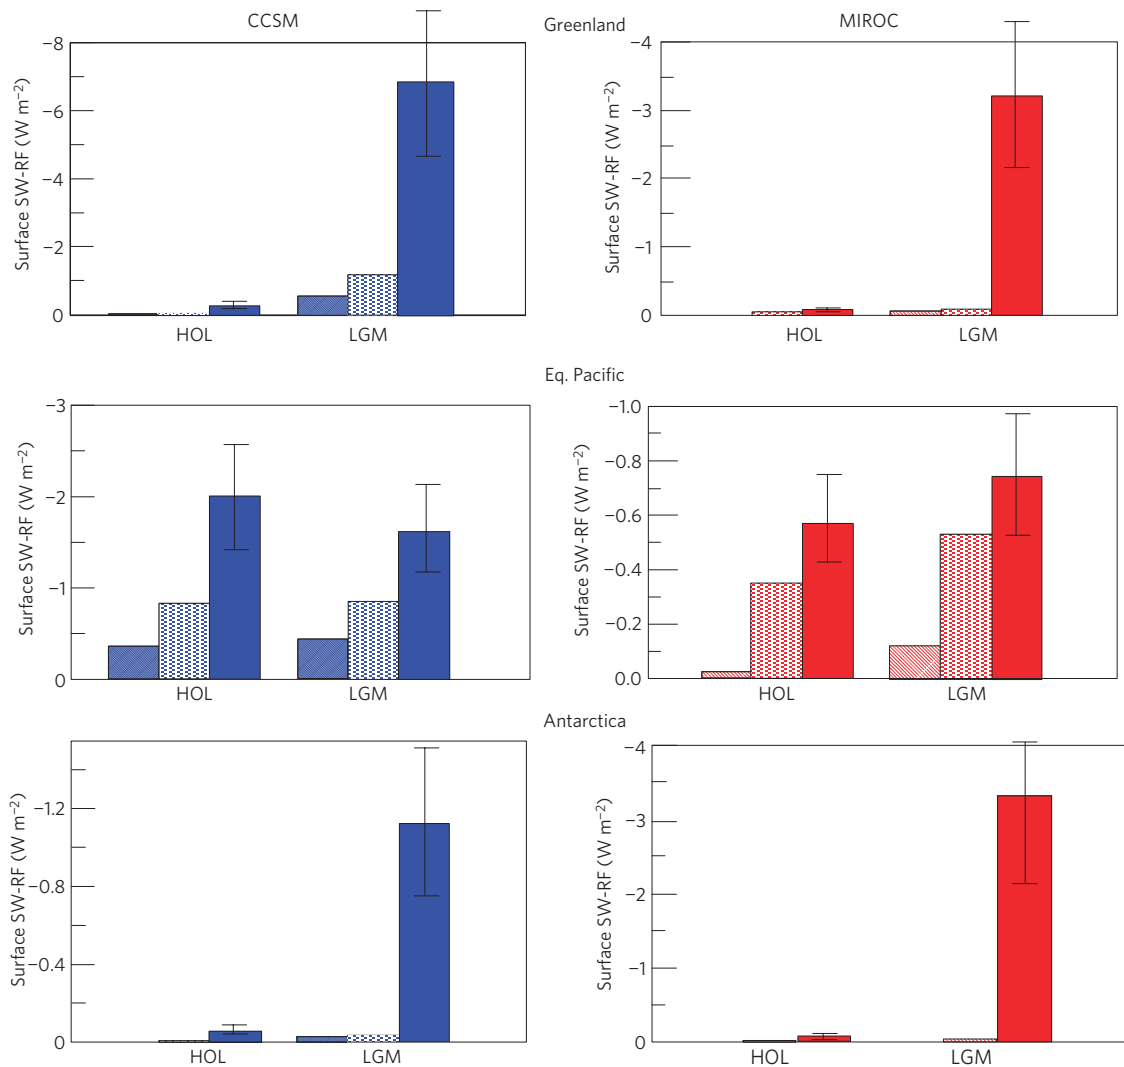 CCSM
Greenland
MIROC
Surface SW-RF (W m⁻²)
−8
−6
−4
−2
0
HOL
LGM
Surface SW-RF (W m⁻²)
−4
−3
−2
−1
0
HOL
LGM
Eq. Pacific
Surface SW-RF (W m⁻²)
−3
−2
−1
0
HOL
LGM
Surface SW-RF (W m⁻²)
−1.0
−0.8
−0.6
−0.4
−0.2
0.0
HOL
LGM
Antarctica
Surface SW-RF (W m⁻²)
−1.2
−0.8
−0.4
0
HOL
LGM
Surface SW-RF (W m⁻²)
−4
−3
−2
−1
0
HOL
LGM